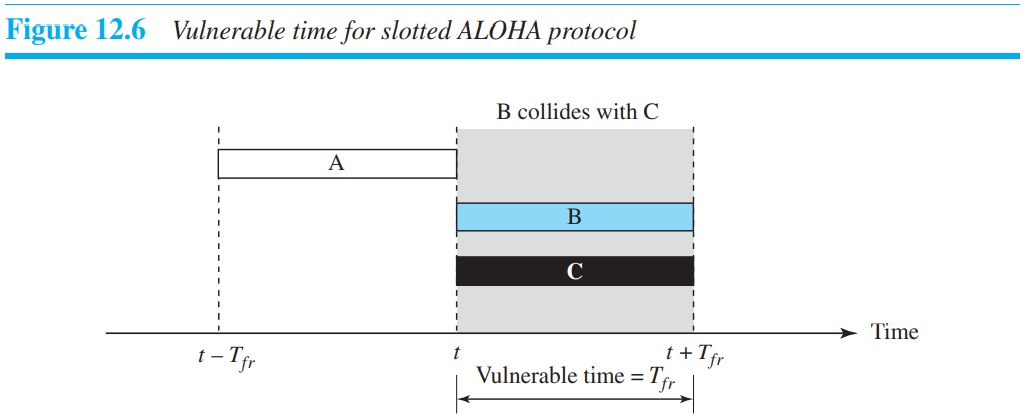 Figure 12.6 Vulnerable time for slotted ALOHA protocol
B collides with C
A
B
C
Time
t – Tfr
t
t + Tfr
Vulnerable time = Tfr